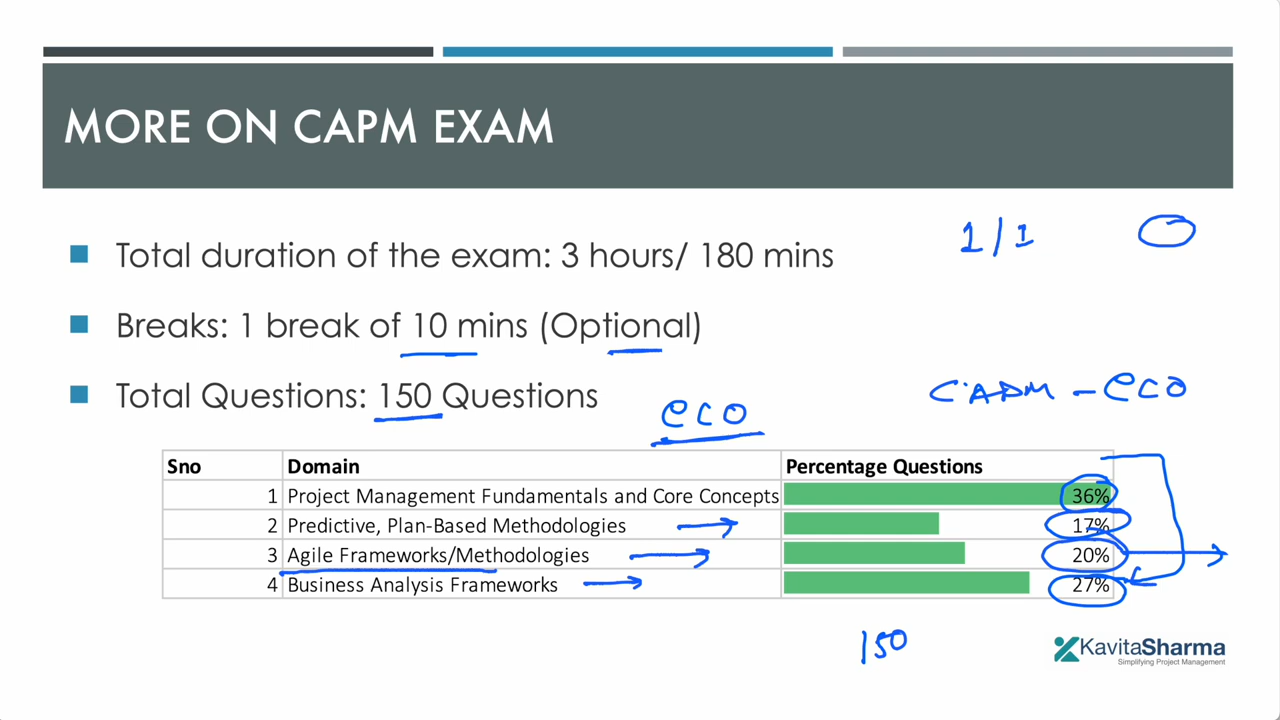 MORE ON CAPM EXAM
Total duration of the exam: 3 hours/ 180 mins
1/1
Breaks: 1 break of 10 mins (Optional)
Total Questions: 150 Questions
CAPM - ECO
ECO
Sno Domain Percentage Questions
1 Project Management Fundamentals and Core Concepts 36%
2 Predictive, Plan-Based Methodologies 17%
3 Agile Frameworks/Methodologies 20%
4 Business Analysis Frameworks 27%
150
KavitaSharma
Simplifying Project Management